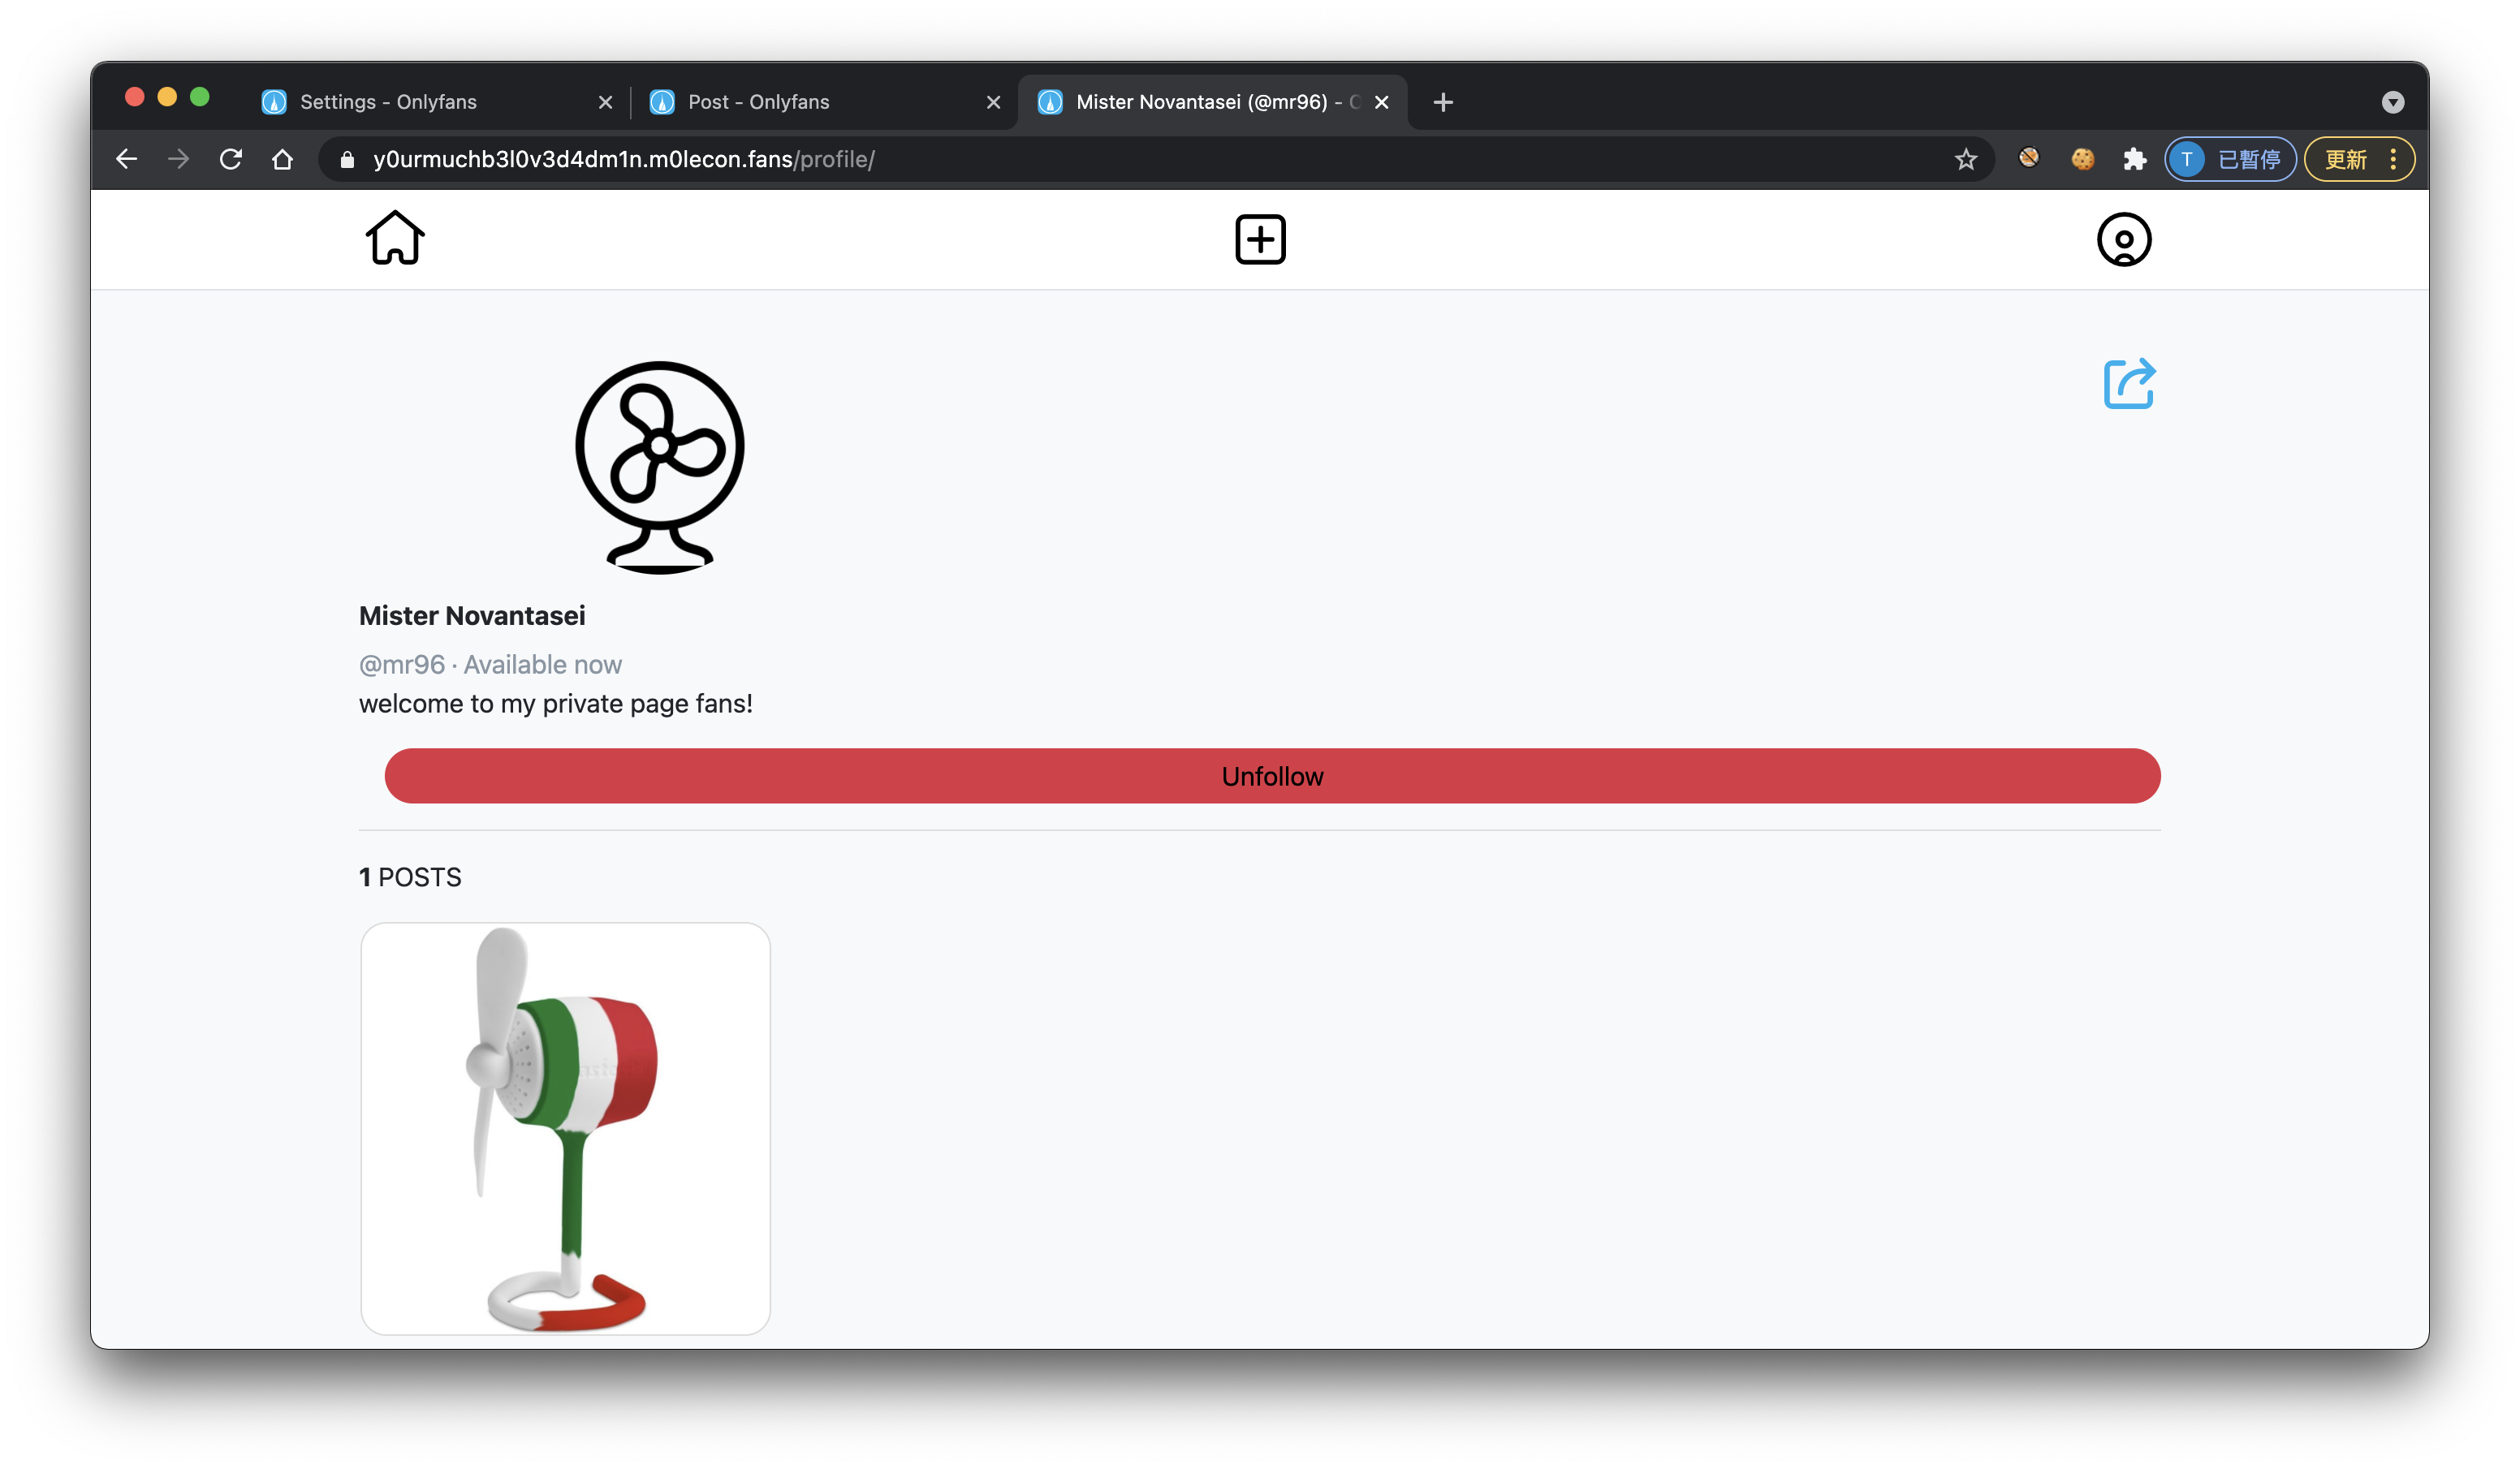 Settings - Onlyfans
Post - Onlyfans
Mister Novantasei (@mr96) -
y0urmuchb3l0v3d4dm1n.m0lecon.fans/profile/
T 已暫停
更新
Mister Novantasei
@mr96 · Available now
welcome to my private page fans!
Unfollow
1 POSTS